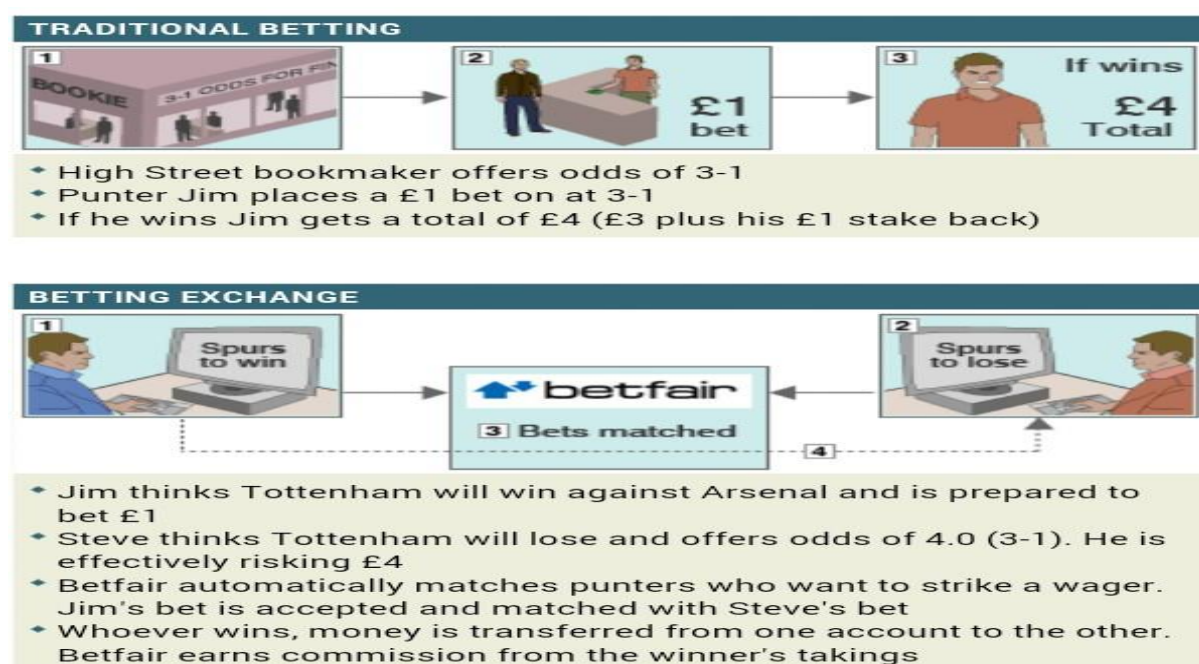 TRADITIONAL BETTING
1
BOOKIE
3-1 ODDS FOR FIN
2
£1
bet
3
If wins
£4
Total
High Street bookmaker offers odds of 3-1
Punter Jim places a £1 bet on at 3-1
If he wins Jim gets a total of £4 (£3 plus his £1 stake back)
BETTING EXCHANGE
1
Spurs
to win
betfair
3 Bets matched
2
Spurs
to lose
4
Jim thinks Tottenham will win against Arsenal and is prepared to
bet £1
Steve thinks Tottenham will lose and offers odds of 4.0 (3-1). He is
effectively risking £4
Betfair automatically matches punters who want to strike a wager.
Jim's bet is accepted and matched with Steve's bet
Whoever wins, money is transferred from one account to the other.
Betfair earns commission from the winner's takings